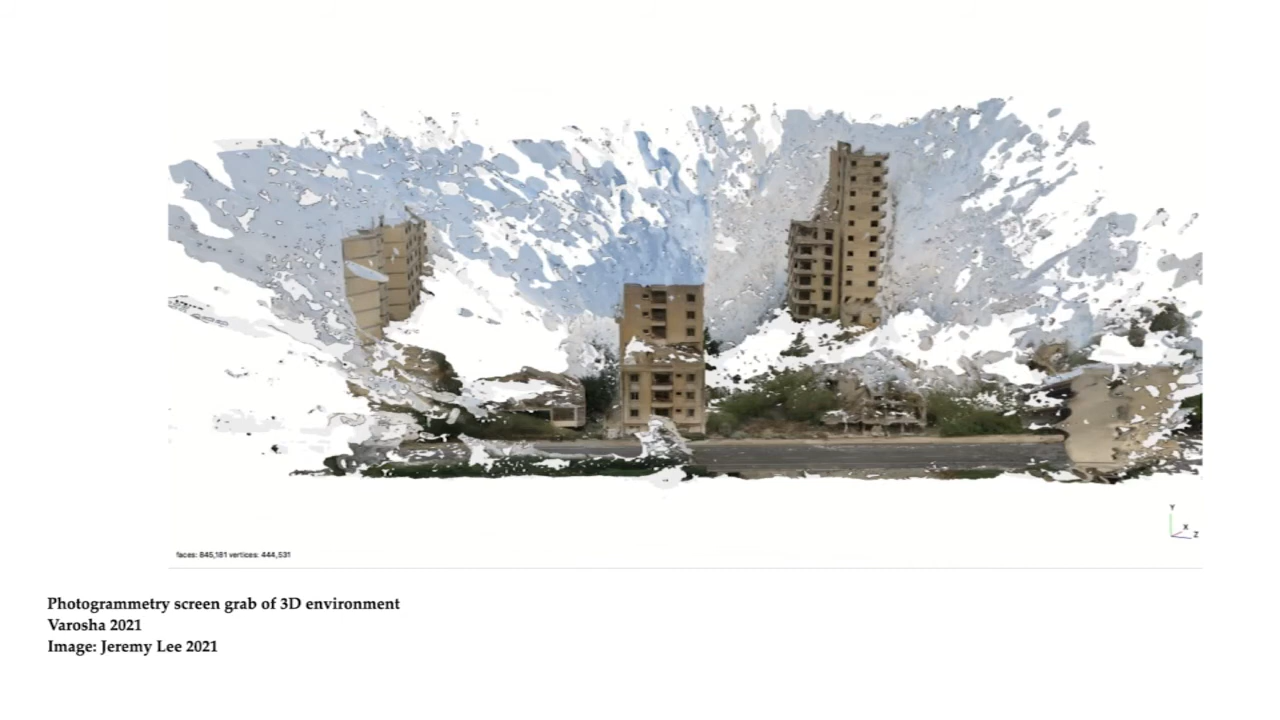 Y
X
Z
faces: 845,181 vertices: 444,531
Photogrammetry screen grab of 3D environment
Varosha 2021
Image: Jeremy Lee 2021